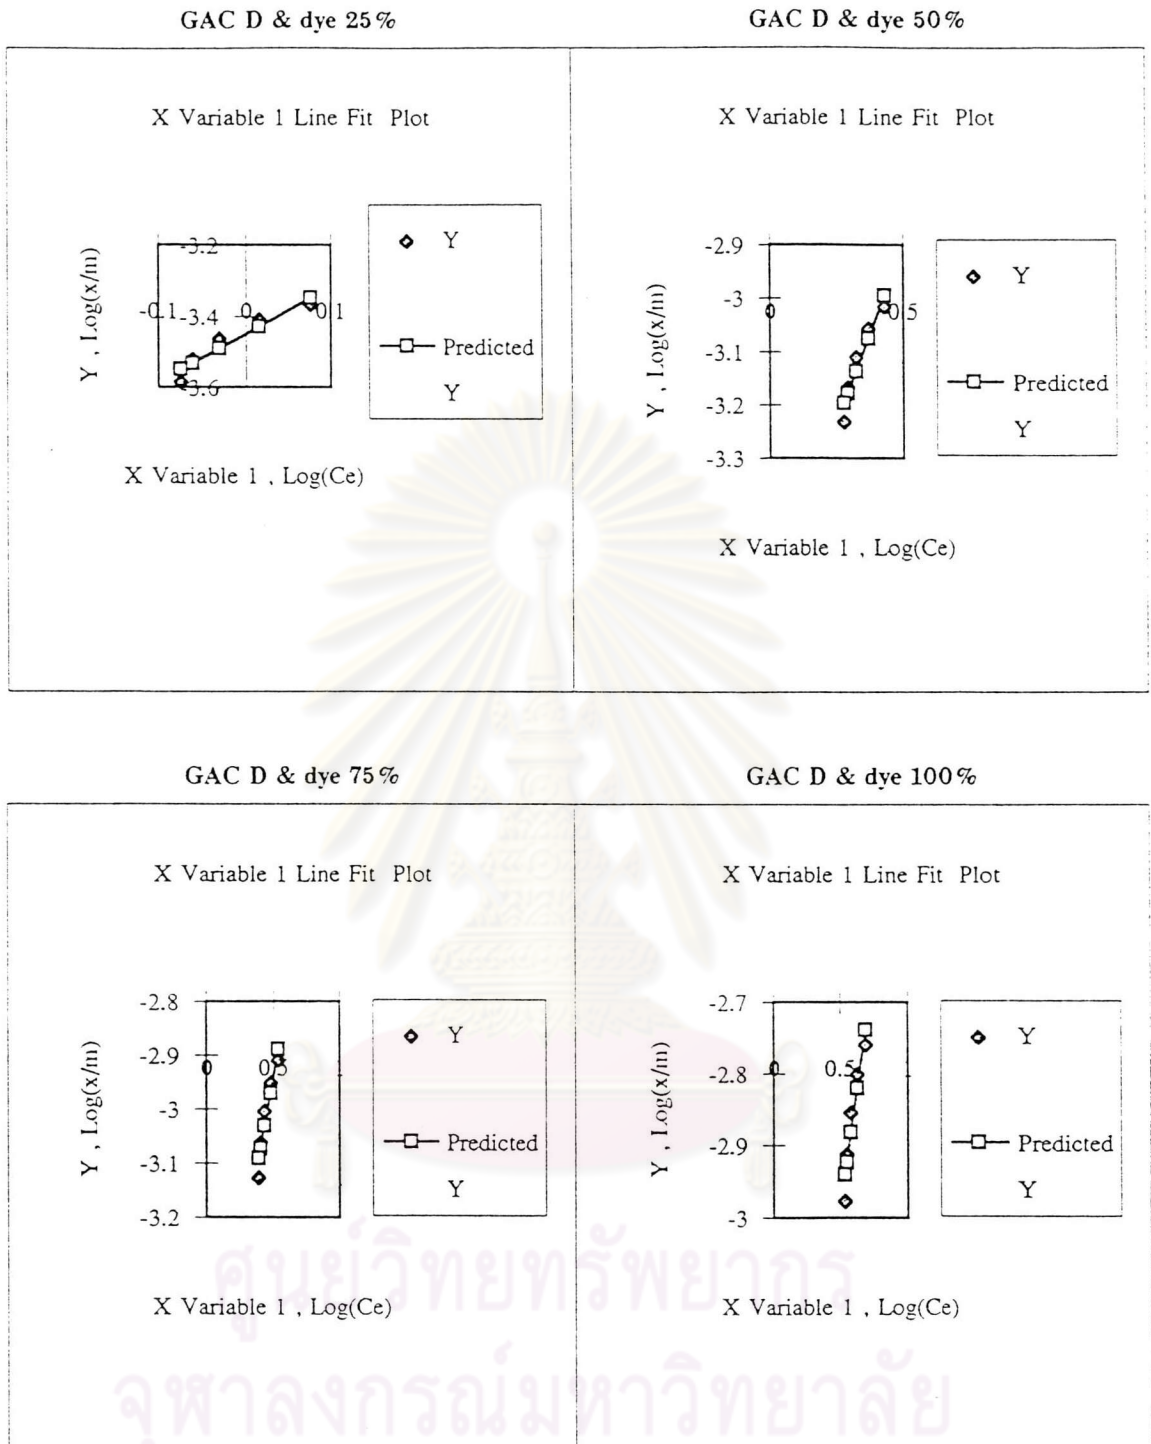 GAC D & dye 25%
X Variable 1 Line Fit Plot
Y , Log(x/m)
-3.2
-3.4
-3.6
-0.1
0
0.1
Y
Predicted
Y
X Variable 1 , Log(Ce)
GAC D & dye 50%
X Variable 1 Line Fit Plot
Y , Log(x/m)
-2.9
-3
-3.1
-3.2
-3.3
0
0.5
Y
Predicted
Y
X Variable 1 , Log(Ce)
GAC D & dye 75%
X Variable 1 Line Fit Plot
Y , Log(x/m)
-2.8
-2.9
-3
-3.1
-3.2
0
0.5
Y
Predicted
Y
X Variable 1 , Log(Ce)
GAC D & dye 100%
X Variable 1 Line Fit Plot
Y , Log(x/m)
-2.7
-2.8
-2.9
-3
0
0.5
Y
Predicted
Y
X Variable 1 , Log(Ce)
ศูนย์วิทยทรัพยากร
จุฬาลงกรณ์มหาวิทยาลัย